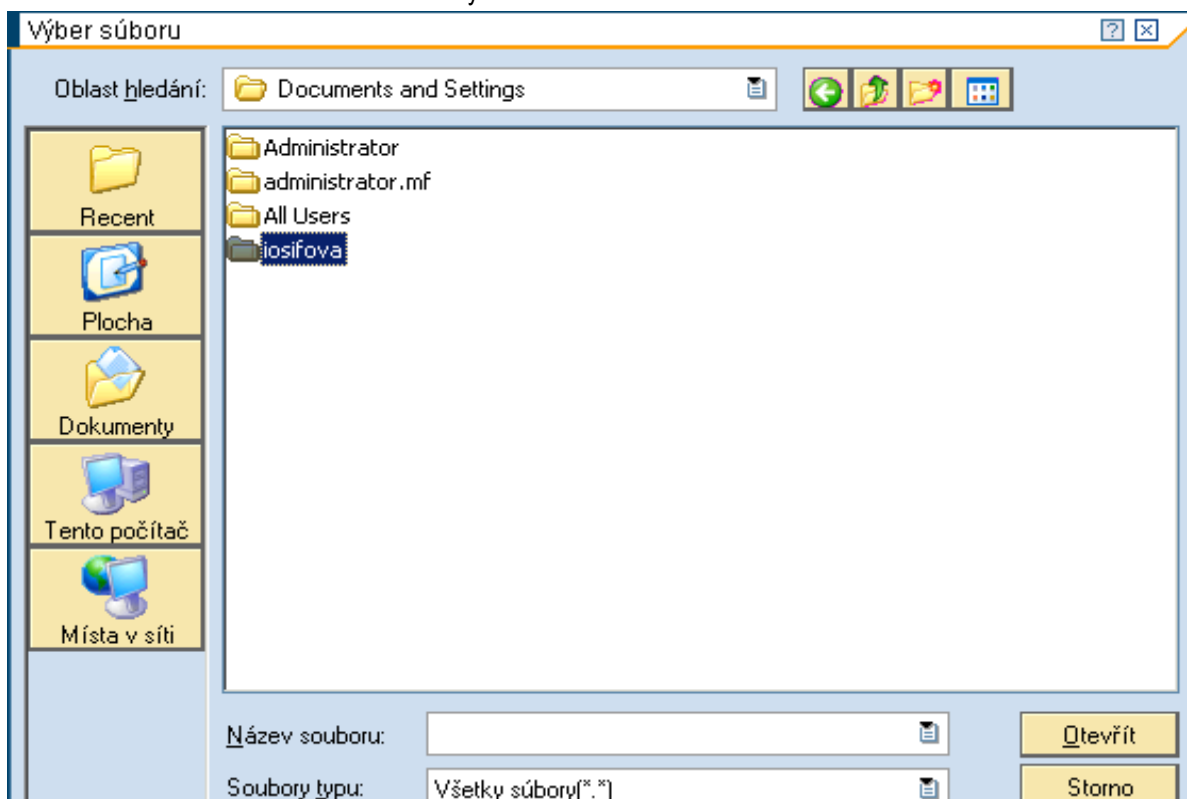 Výber súboru
Oblast hledání: Documents and Settings
Administrator
administrator.mf
All Users
iosifova
Recent
Plocha
Dokumenty
Tento počítač
Místa v síti
Název souboru:
Otevřít
Soubory typu: Všetky súbory(*.*)
Storno